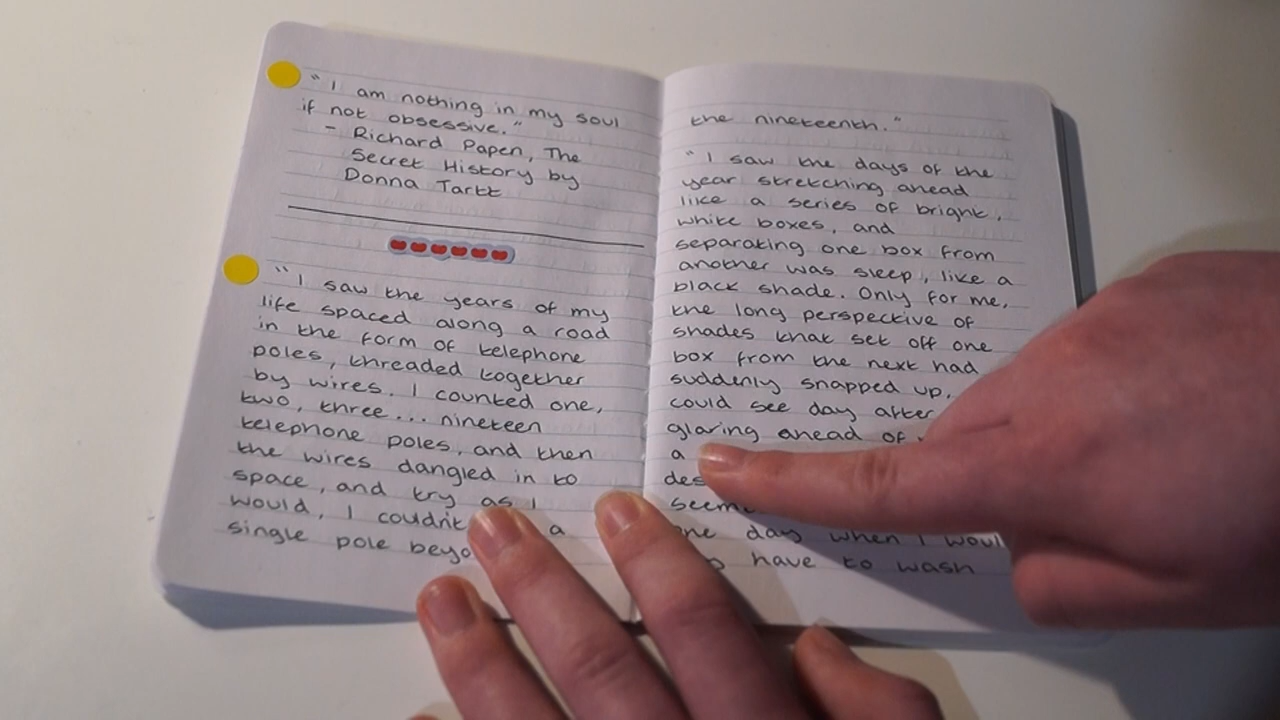 " I am nothing in my soul
if not obsessive."
- Richard Papen, The
Secret History by
Donna Tartt
" I saw the years of my
life spaced along a road
in the form of telephone
poles, threaded together
by wires. I counted one,
two, three... nineteen
telephone poles, and then
the wires dangled in to
space, and try as I
would, I coudn't a
single pole beyo
the nineteenth."
" I saw the days of the
year stretching ahead
like a series of bright,
white boxes, and
separating one box from
another was sleep, like a
black shade. Only for me,
the long perspective of
shades that set off one
box from the next had
suddenly snapped up,
could see day after
glaring ahead of
a
des
seem
one day when I woul
have to wash